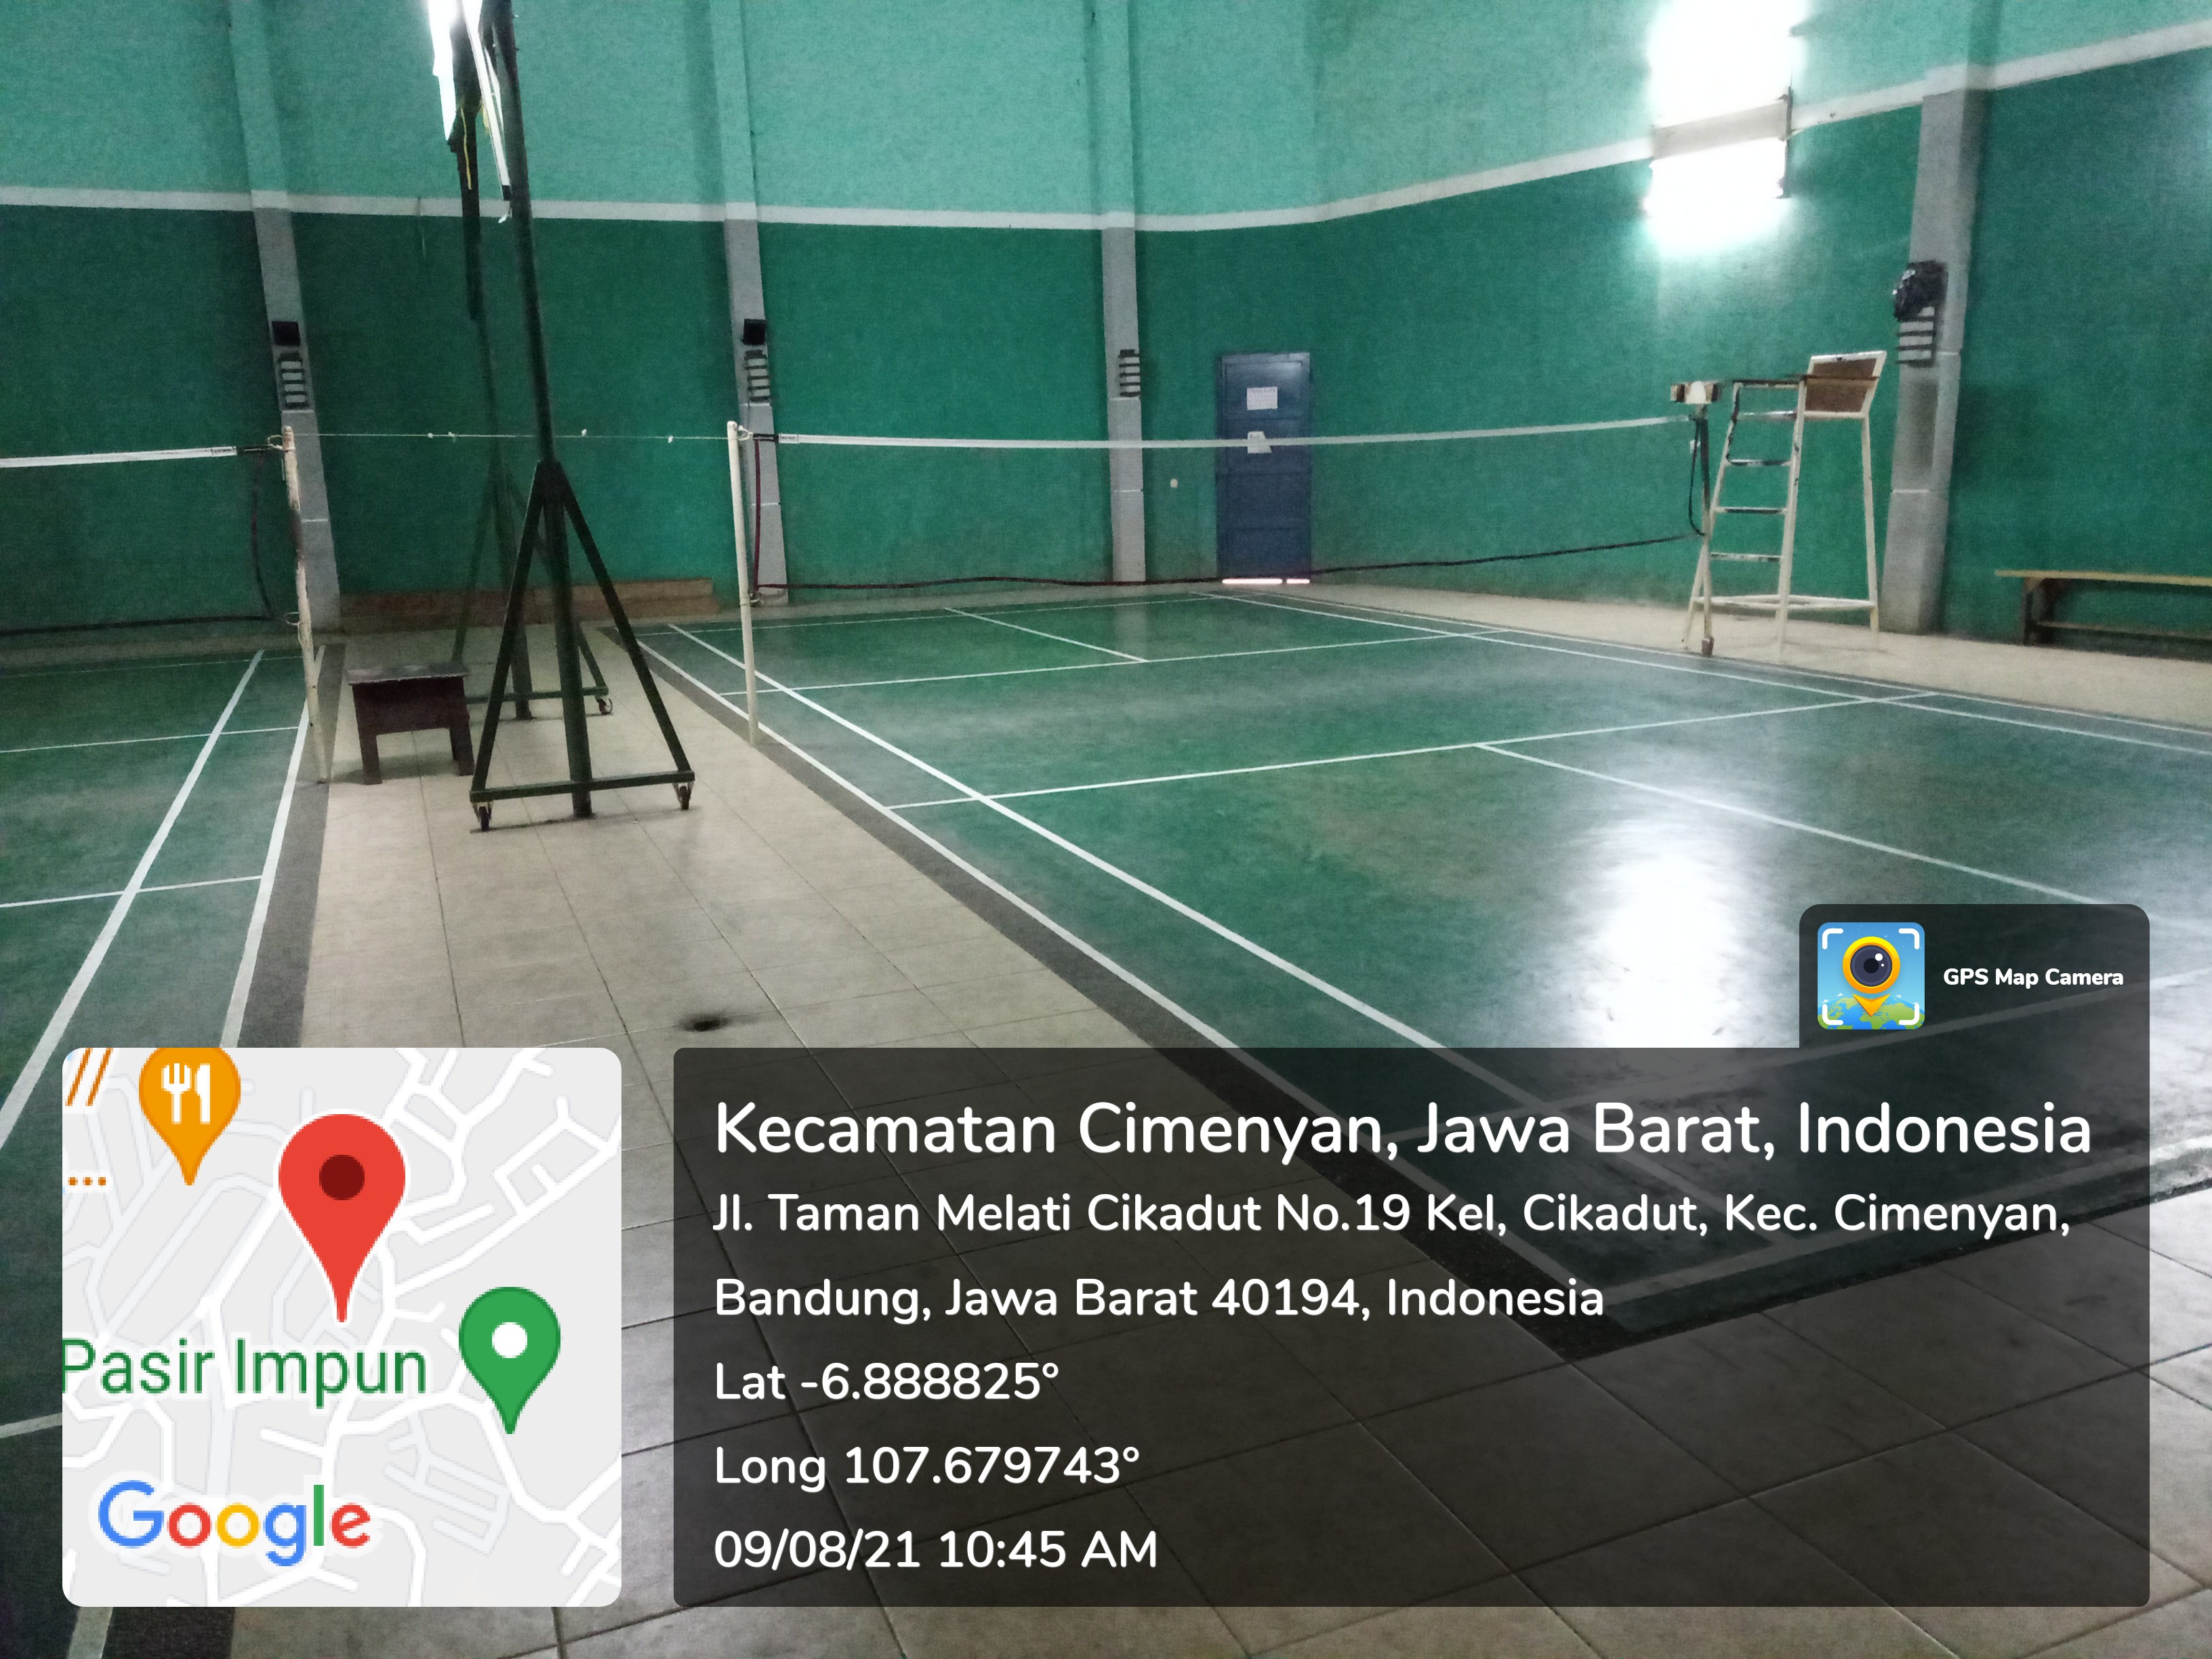 GPS Map Camera
Kecamatan Cimenyan, Jawa Barat, Indonesia
Jl. Taman Melati Cikadut No.19 Kel, Cikadut, Kec. Cimenyan,
Bandung, Jawa Barat 40194, Indonesia
Lat -6.888825°
Long 107.679743°
09/08/21 10:45 AM
Pasir Impun
Google